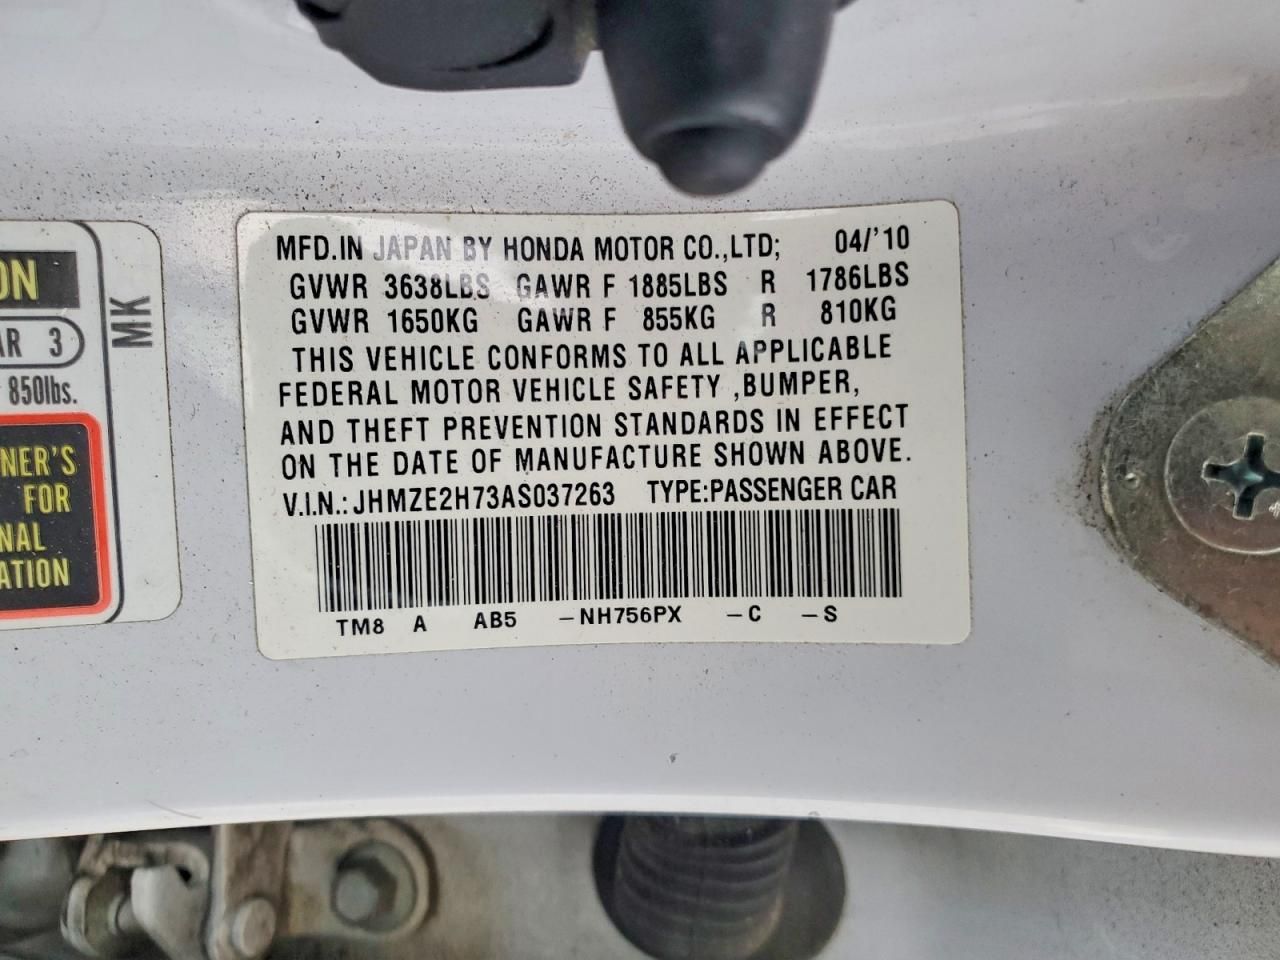 ON
AR 3
850lbs.
NER'S
FOR
NAL
ATION
MK
MFD.IN JAPAN BY HONDA MOTOR CO.,LTD; 04/'10
GVWR 3638LBS GAWR F 1885LBS R 1786LBS
GVWR 1650KG GAWR F 855KG R 810KG
THIS VEHICLE CONFORMS TO ALL APPLICABLE
FEDERAL MOTOR VEHICLE SAFETY ,BUMPER,
AND THEFT PREVENTION STANDARDS IN EFFECT
ON THE DATE OF MANUFACTURE SHOWN ABOVE.
V.I.N.: JHMZE2H73AS037263 TYPE:PASSENGER CAR
TM8 A AB5 -NH756PX -C -S